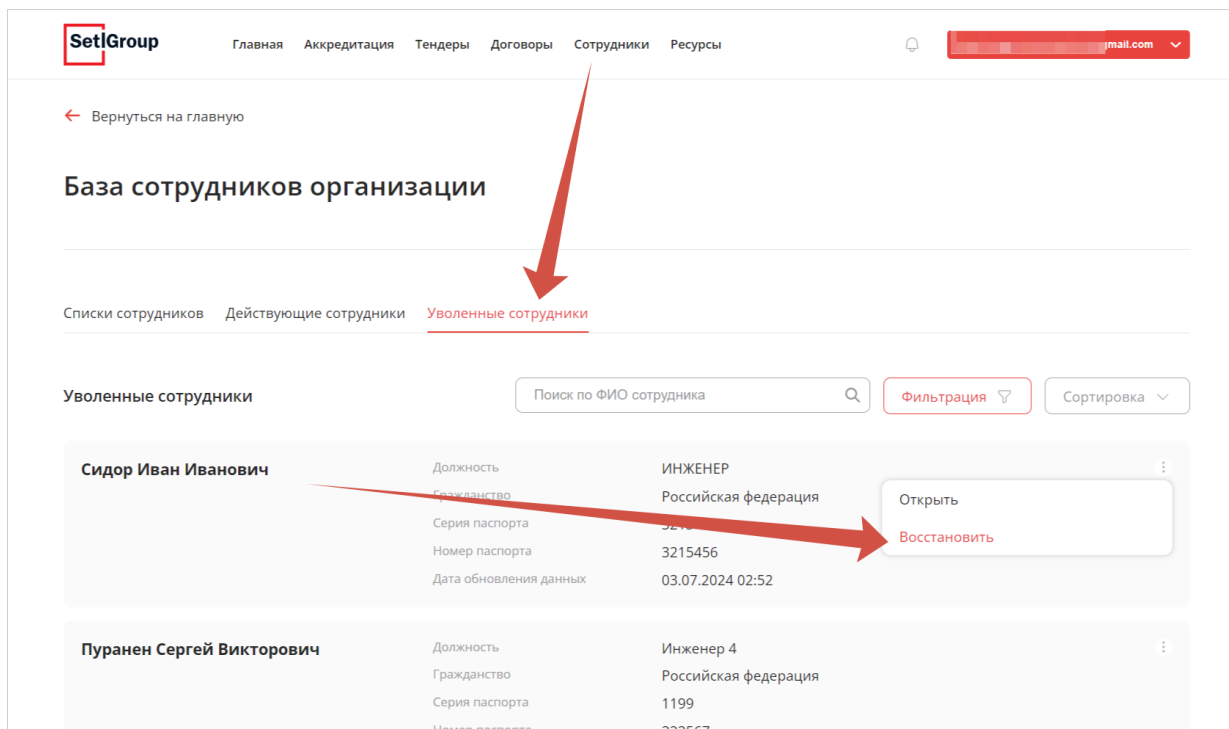 SetlGroup
Главная Аккредитация Тендеры Договоры Сотрудники Ресурсы
mail.com
Вернуться на главную
База сотрудников организации
Списки сотрудников Действующие сотрудники Уволенные сотрудники
Уволенные сотрудники Поиск по ФИО сотрудника Фильтрация Сортировка
Сидор Иван Иванович Должность ИНЖЕНЕР
Гражданство Российская федерация Открыть
Серия паспорта
Восстановить
Номер паспорта 3215456
Дата обновления данных 03.07.2024 02:52
Пуранен Сергей Викторович Должность Инженер 4
Гражданство Российская федерация
Серия паспорта 1199
Номер паспорта